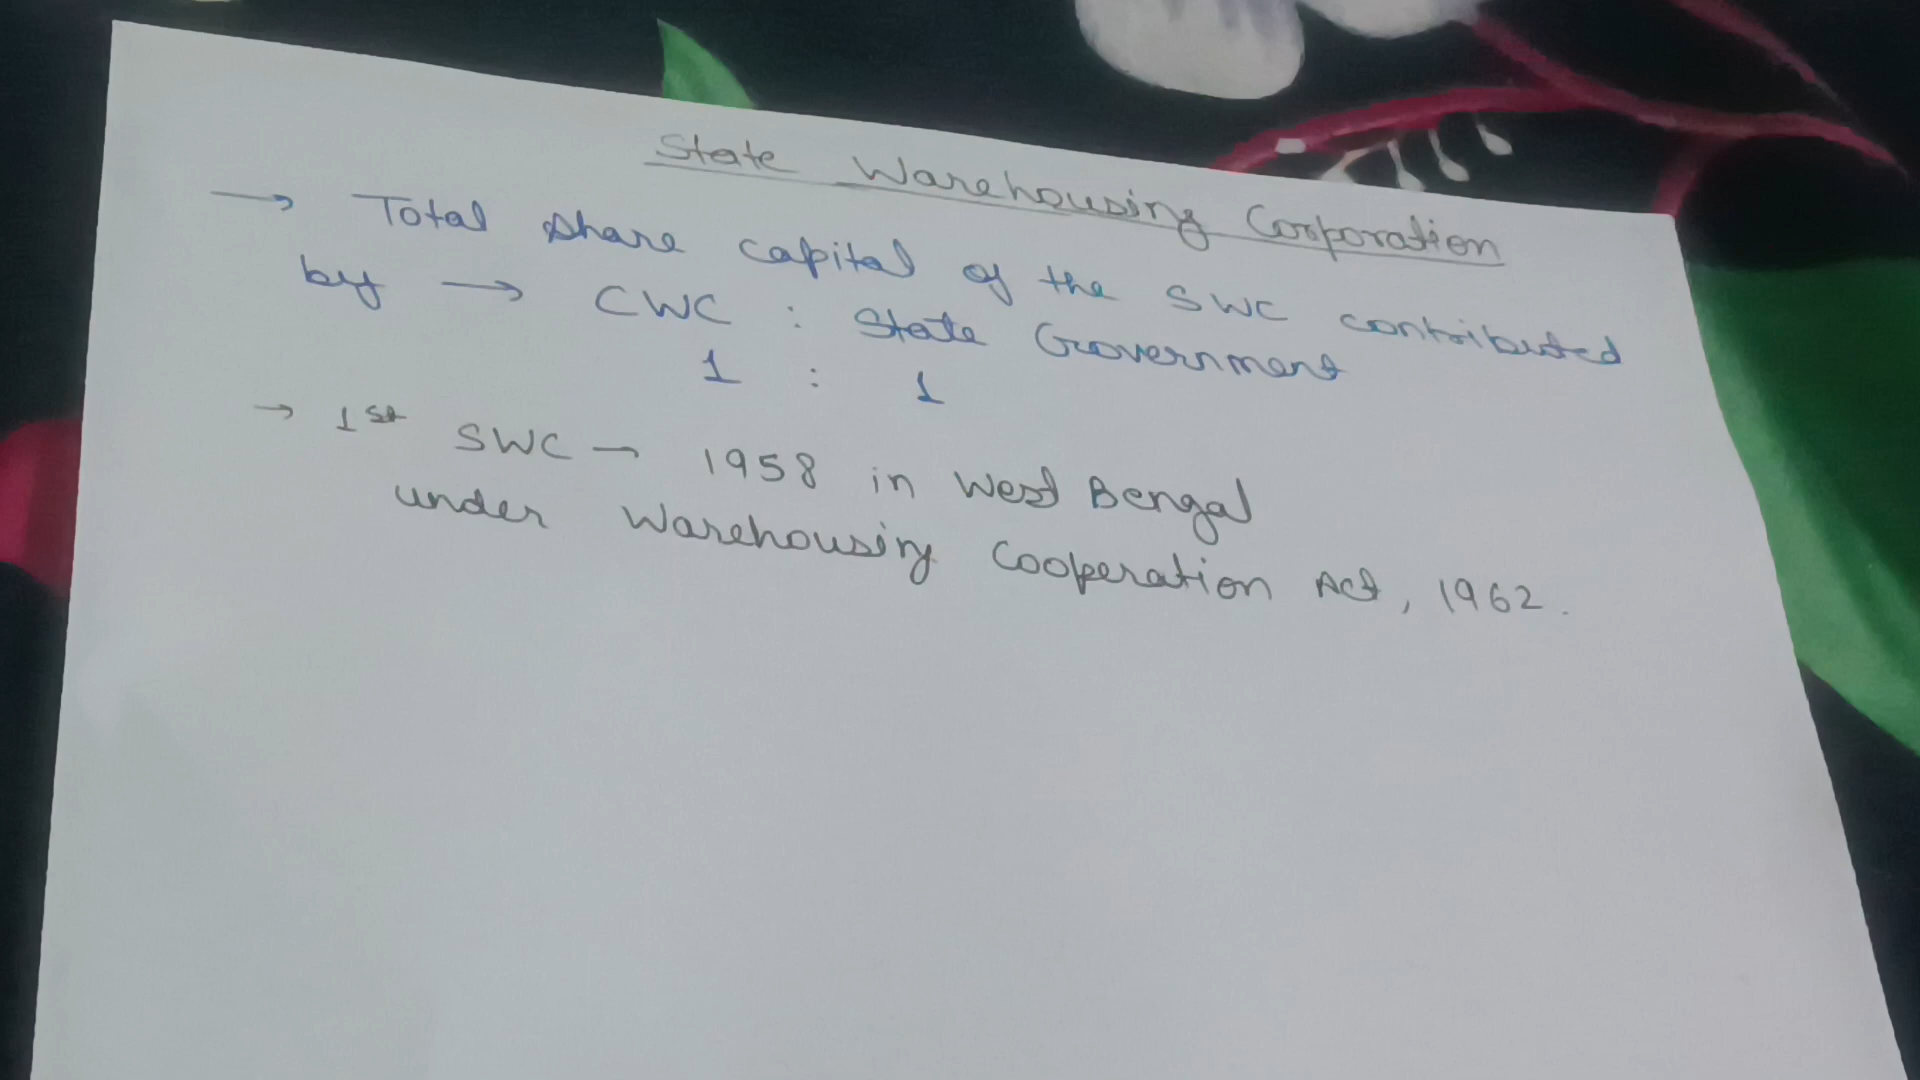 State Warehousing Corporation
→ Total share capital of the SWC contributed
by → CWC : State Government
1 : 1
→ 1st SWC → 1958 in West Bengal
under Warehousing Cooperation Act, 1962.